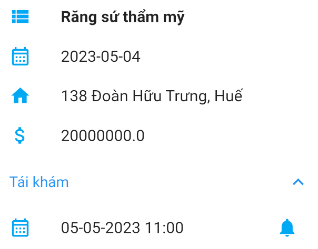 Răng sứ thẩm mỹ
2023-05-04
138 Đoàn Hữu Trưng, Huế
20000000.0
Tái khám
05-05-2023 11:00